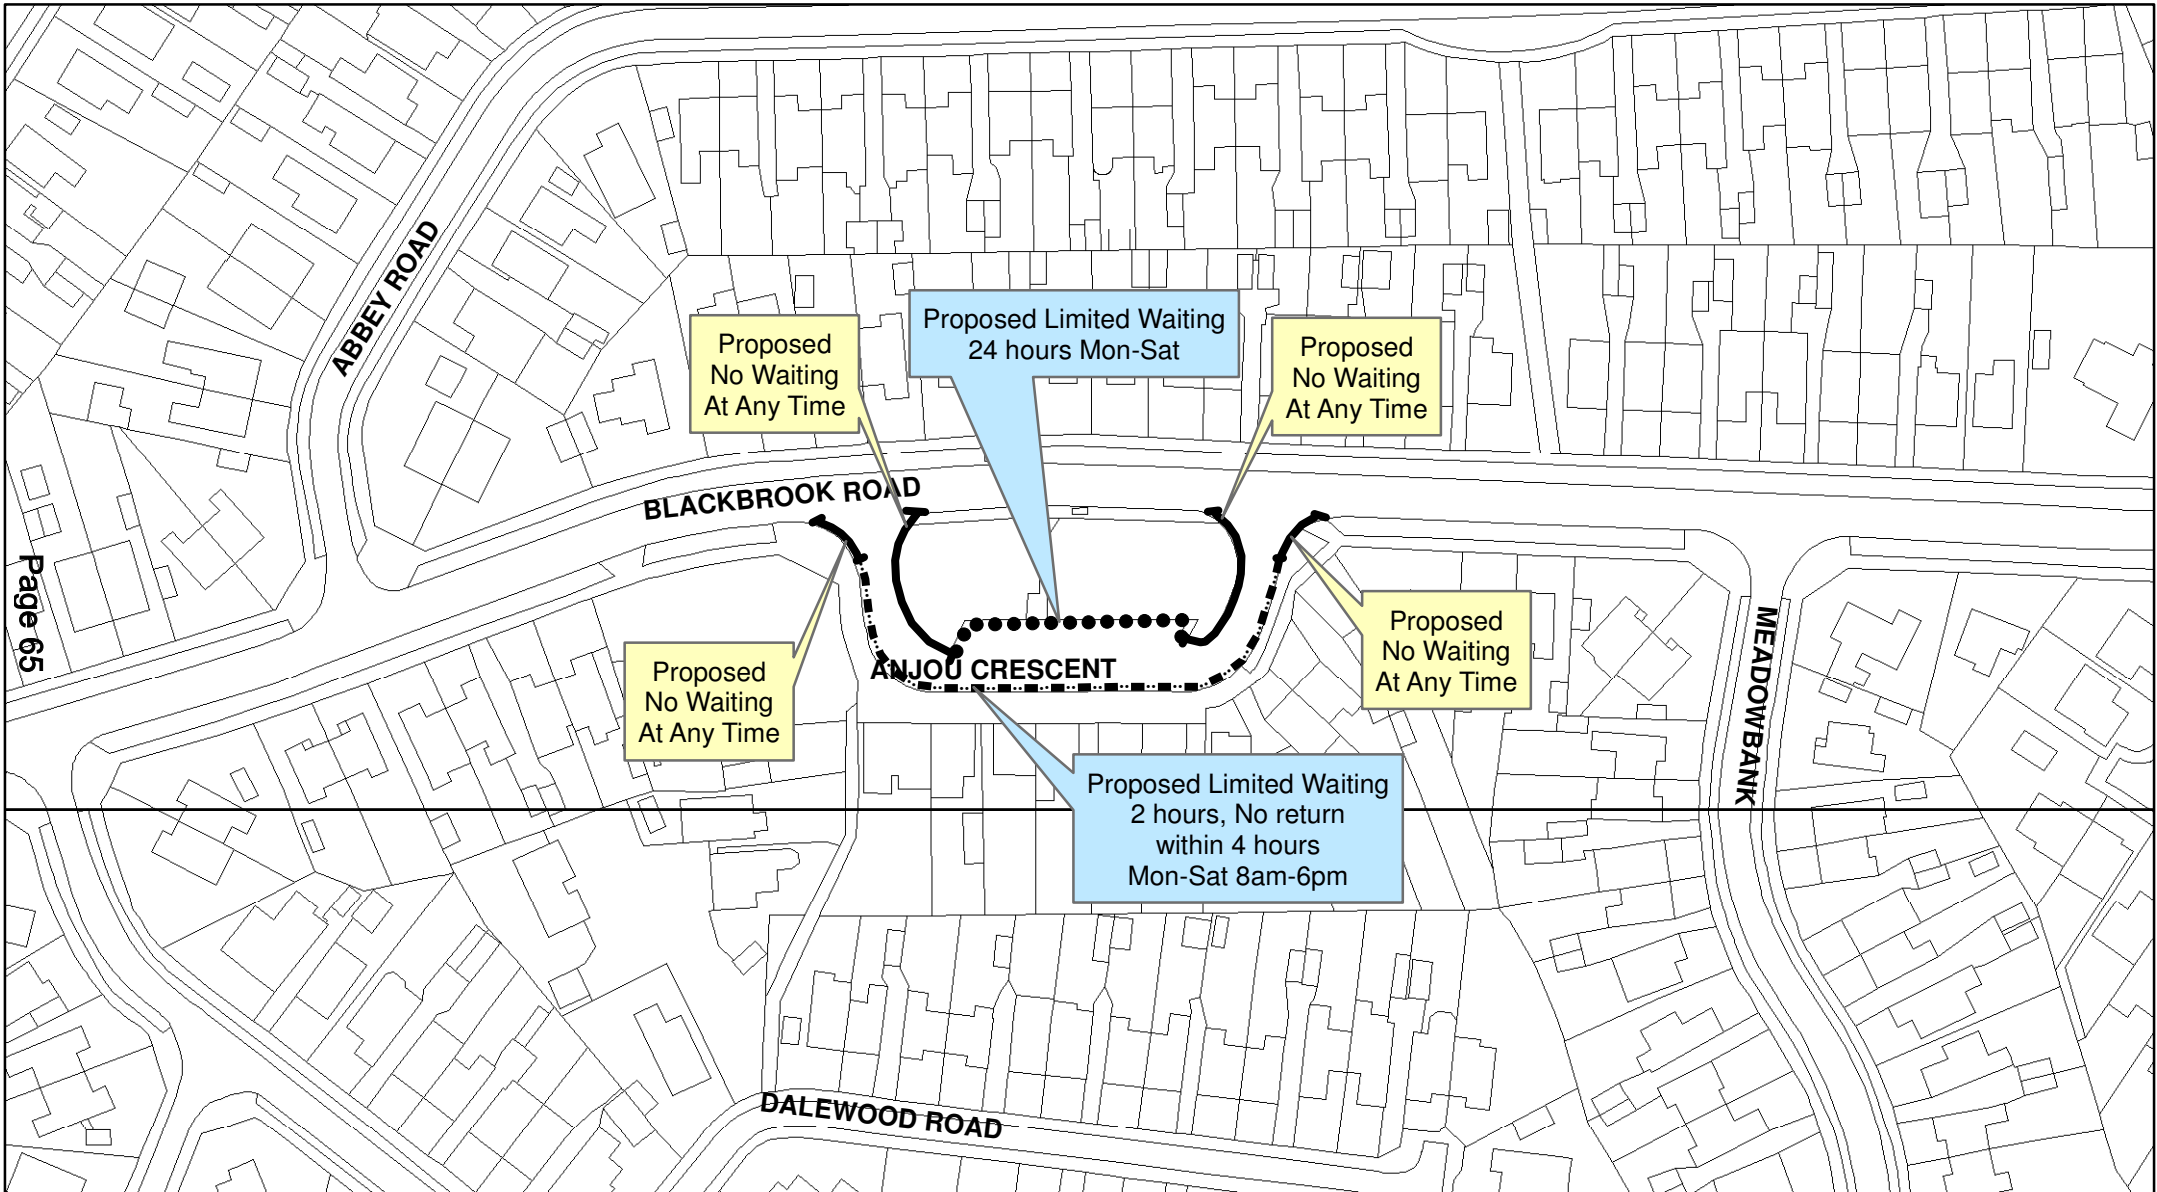 ABBEY ROAD
Proposed Limited Waiting
24 hours Mon-Sat
Proposed
No Waiting
At Any Time
Proposed
No Waiting
At Any Time
BLACKBROOK ROAD
Page 65
ANJOU CRESCENT
Proposed
No Waiting
At Any Time
Proposed
No Waiting
At Any Time
MEADOWBANK
Proposed Limited Waiting
2 hours, No return
within 4 hours
Mon-Sat 8am-6pm
DALEWOOD ROAD